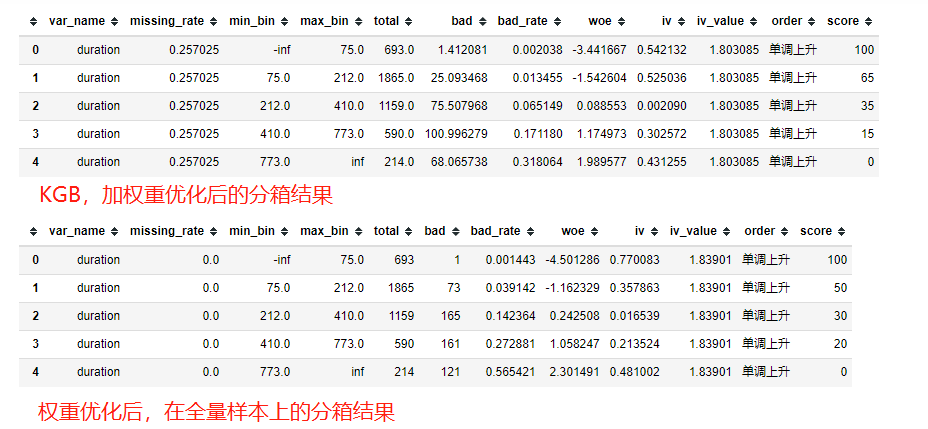 var_name missing_rate min_bin max_bin total bad bad_rate woe iv iv_value order score
0 duration 0.257025 -inf 75.0 693.0 1.412081 0.002038 -3.441667 0.542132 1.803085 单调上升 100
1 duration 0.257025 75.0 212.0 1865.0 25.093468 0.013455 -1.542604 0.525036 1.803085 单调上升 65
2 duration 0.257025 212.0 410.0 1159.0 75.507968 0.065149 0.088553 0.002090 1.803085 单调上升 35
3 duration 0.257025 410.0 773.0 590.0 100.996279 0.171180 1.174973 0.302572 1.803085 单调上升 15
4 duration 0.257025 773.0 inf 214.0 68.065738 0.318064 1.989577 0.431255 1.803085 单调上升 0
KGB，加权重优化后的分箱结果
var_name missing_rate min_bin max_bin total bad bad_rate woe iv iv_value order score
0 duration 0.0 -inf 75.0 693 1 0.001443 -4.501286 0.770083 1.83901 单调上升 100
1 duration 0.0 75.0 212.0 1865 73 0.039142 -1.162329 0.357863 1.83901 单调上升 50
2 duration 0.0 212.0 410.0 1159 165 0.142364 0.242508 0.016539 1.83901 单调上升 30
3 duration 0.0 410.0 773.0 590 161 0.272881 1.058247 0.213524 1.83901 单调上升 20
4 duration 0.0 773.0 inf 214 121 0.565421 2.301491 0.481002 1.83901 单调上升 0
权重优化后，在全量样本上的分箱结果